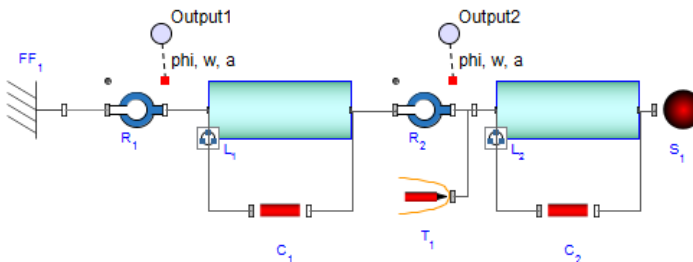 Output1
Output2
FF1
phi, w, a
phi, w, a
R1
L1
R2
L2
S1
T1
C1
C2